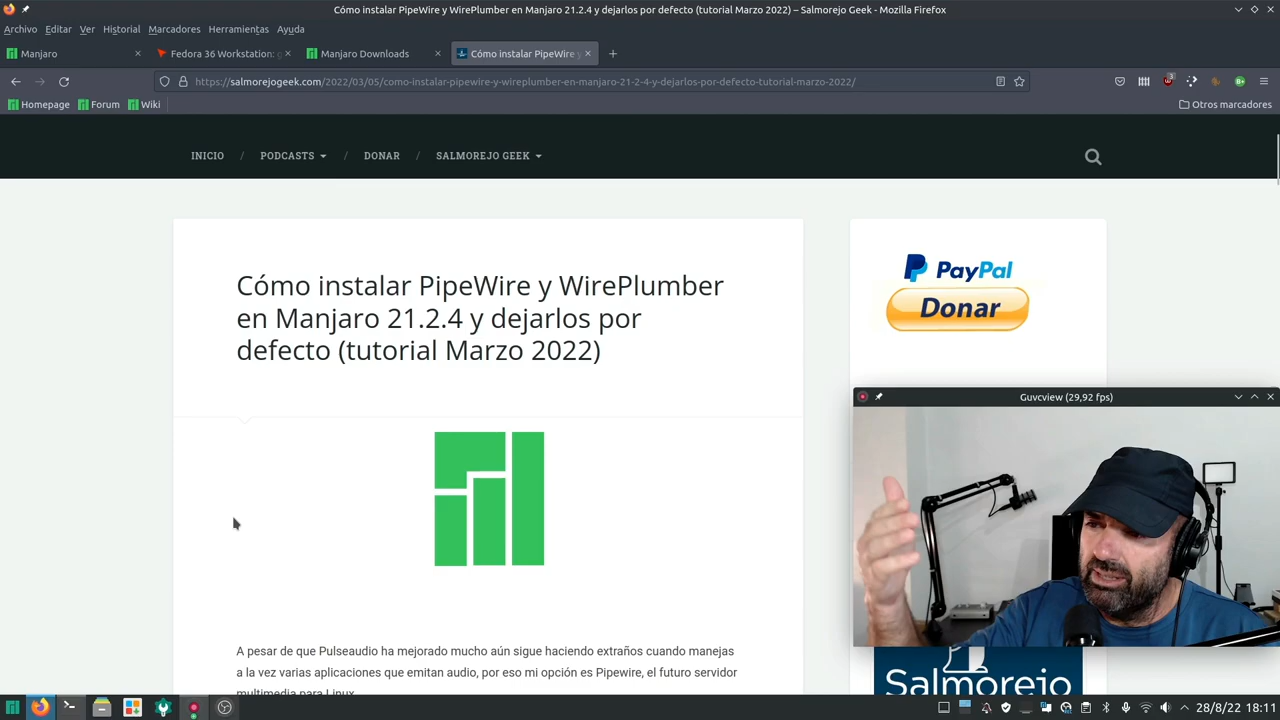 Cómo instalar PipeWire y WirePlumber en Manjaro 21.2.4 y dejarlos por defecto (tutorial Marzo 2022) – Salmorejo Geek - Mozilla Firefox
Archivo Editar Ver Historial Marcadores Herramientas Ayuda
Manjaro
Fedora 36 Workstation:
Manjaro Downloads
Cómo instalar PipeWire y
https://salmorejogeek.com/2022/03/05/como-instalar-pipewire-y-wireplumber-en-manjaro-21-2-4-y-dejarlos-por-defecto-tutorial-marzo-2022/
3
Homepage Forum Wiki
Otros marcadores
INICIO / PODCASTS / DONAR / SALMOREJO GEEK
PayPal
Donar
Cómo instalar PipeWire y WirePlumber
en Manjaro 21.2.4 y dejarlos por
defecto (tutorial Marzo 2022)
Guvcview (29,92 fps)
A pesar de que Pulseaudio ha mejorado mucho aún sigue haciendo extraños cuando manejas
a la vez varias aplicaciones que emitan audio, por eso mi opción es Pipewire, el futuro servidor
multimedia para Linux
Salmorejo
28/8/22 18:11